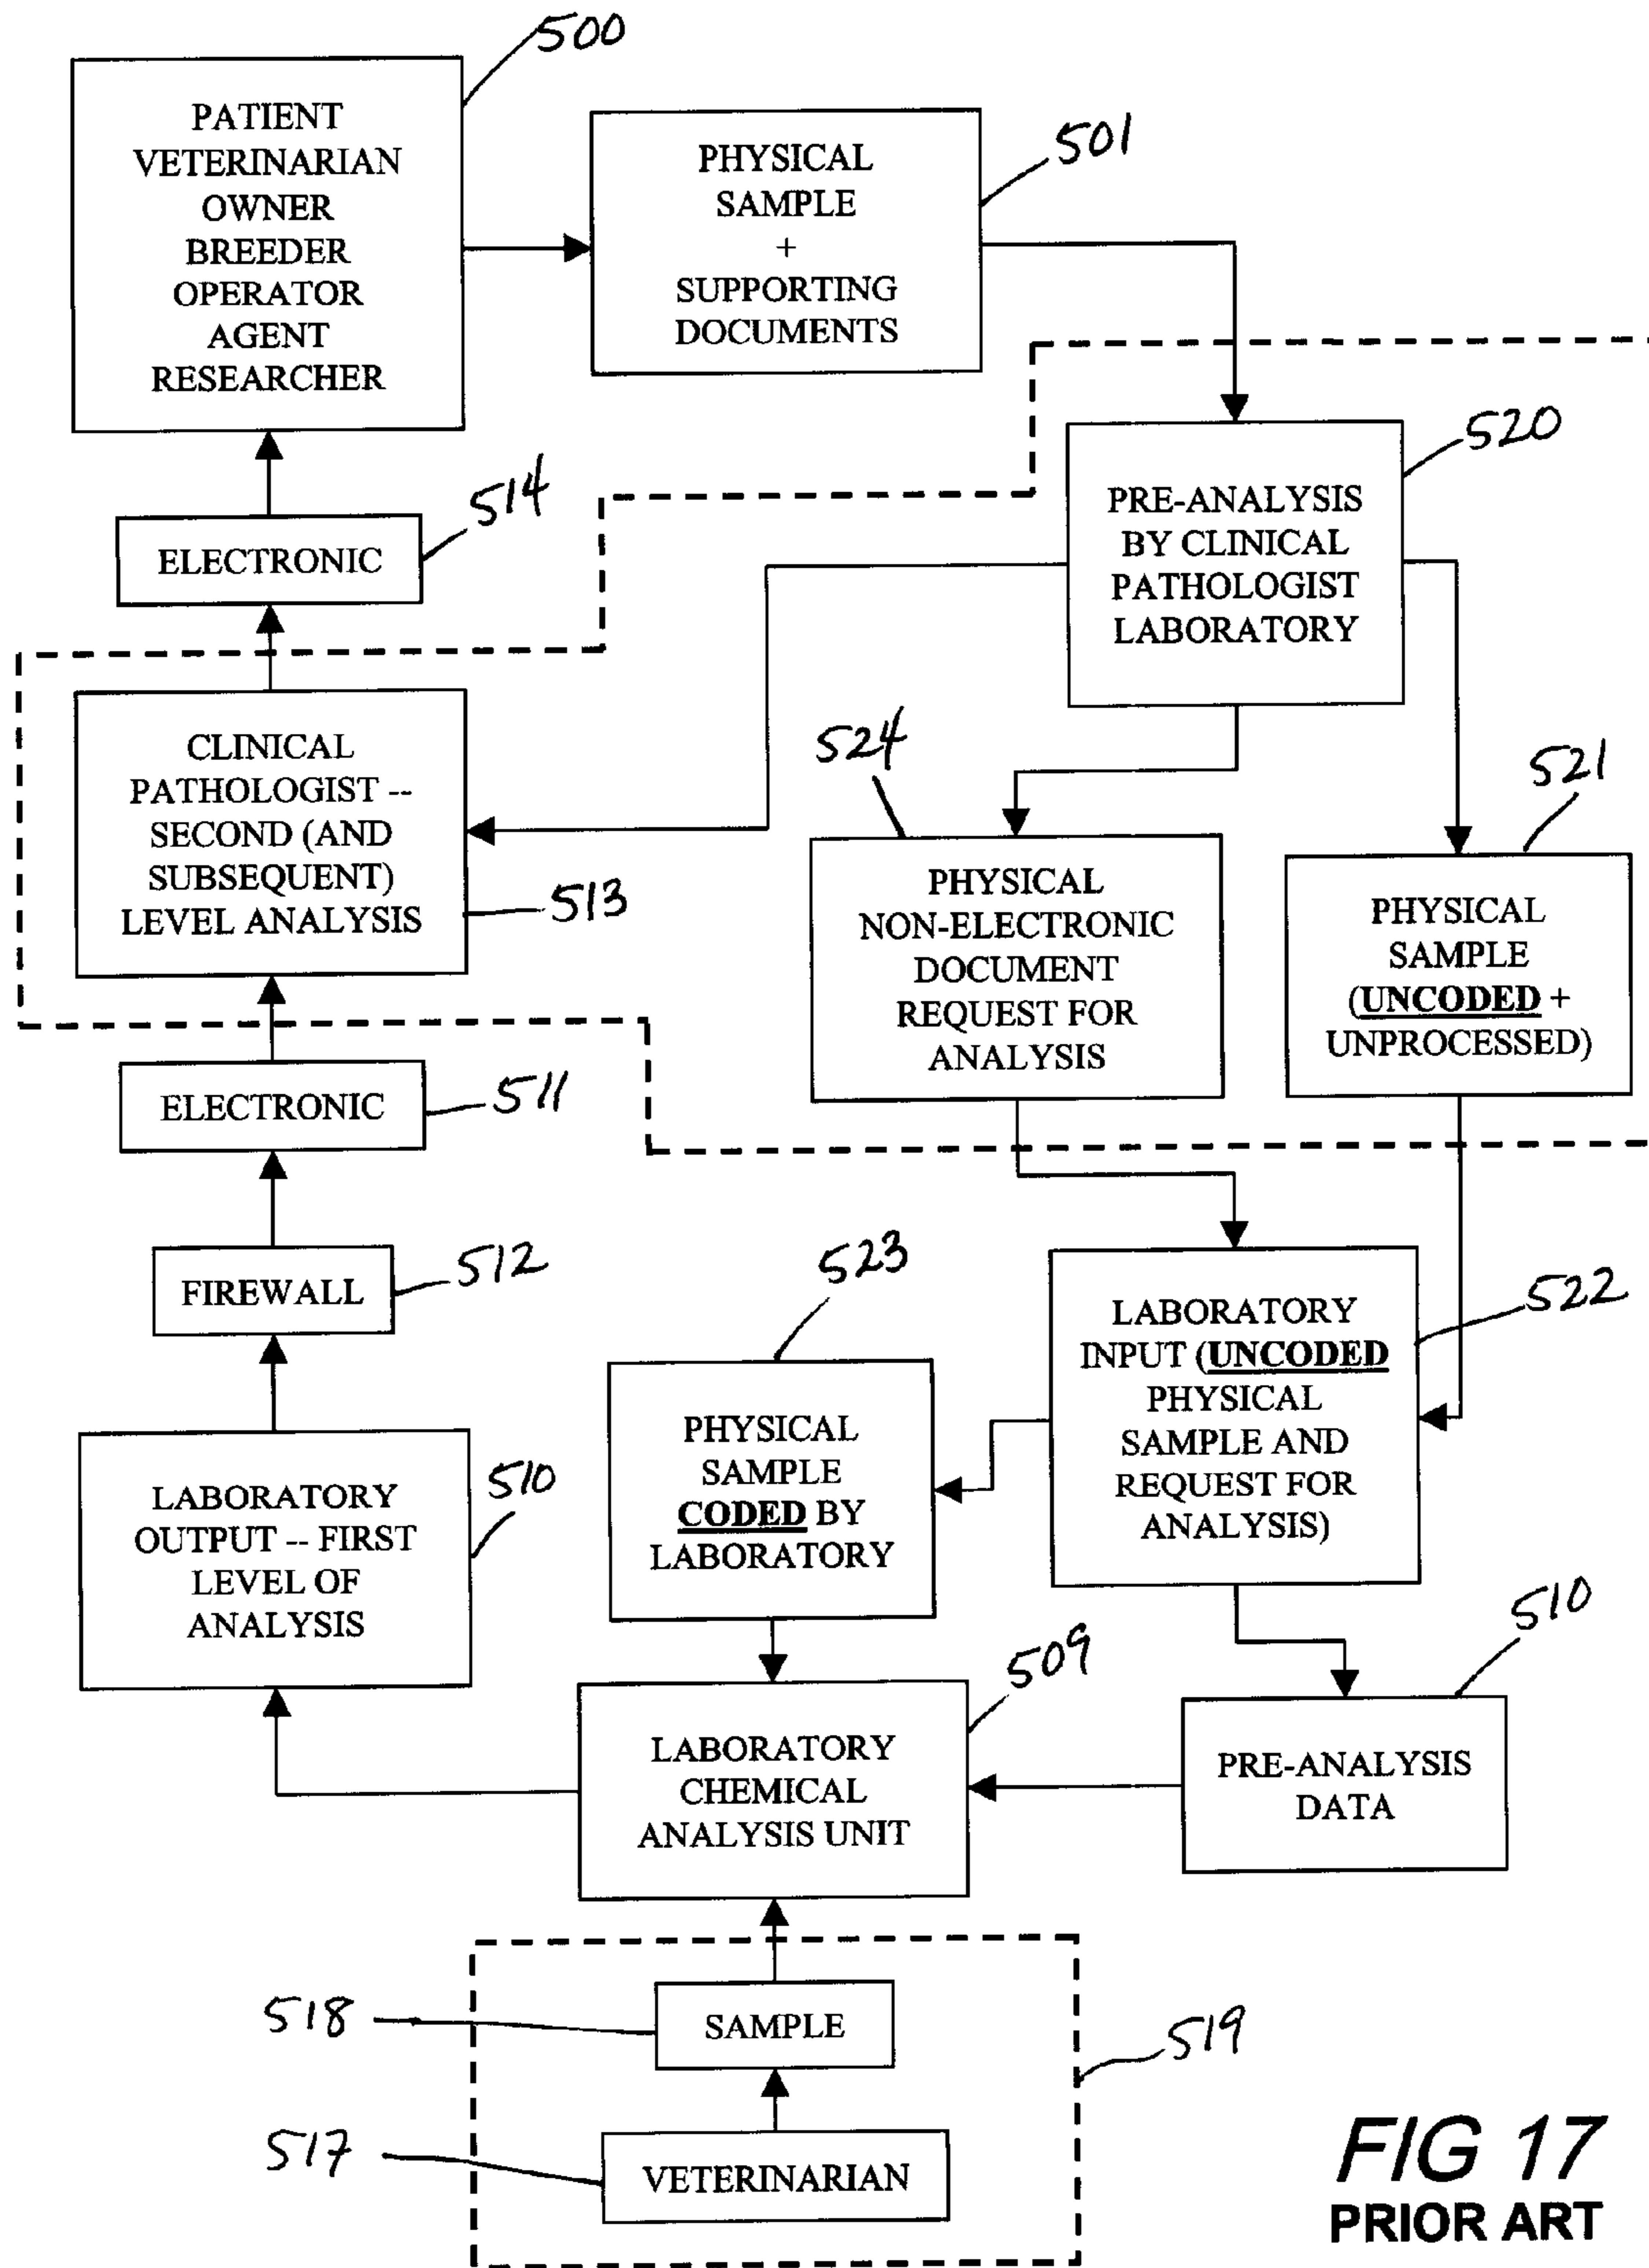 500
PATIENT
VETERINARIAN
OWNER
BREEDER
OPERATOR
AGENT
RESEARCHER
PHYSICAL
SAMPLE
+
SUPPORTING
DOCUMENTS
501
520
PRE-ANALYSIS
BY CLINICAL
PATHOLOGIST
LABORATORY
514
ELECTRONIC
CLINICAL
PATHOLOGIST --
SECOND (AND
SUBSEQUENT)
LEVEL ANALYSIS
513
524
PHYSICAL
NON-ELECTRONIC
DOCUMENT
REQUEST FOR
ANALYSIS
521
PHYSICAL
SAMPLE
(UNCODED +
UNPROCESSED)
ELECTRONIC
511
FIREWALL
512
523
PHYSICAL
SAMPLE
CODED BY
LABORATORY
522
LABORATORY
INPUT (UNCODED
PHYSICAL
SAMPLE AND
REQUEST FOR
ANALYSIS)
LABORATORY
OUTPUT -- FIRST
LEVEL OF
ANALYSIS
510
509
LABORATORY
CHEMICAL
ANALYSIS UNIT
510
PRE-ANALYSIS
DATA
518
SAMPLE
519
517
VETERINARIAN
FIG 17
PRIOR ART